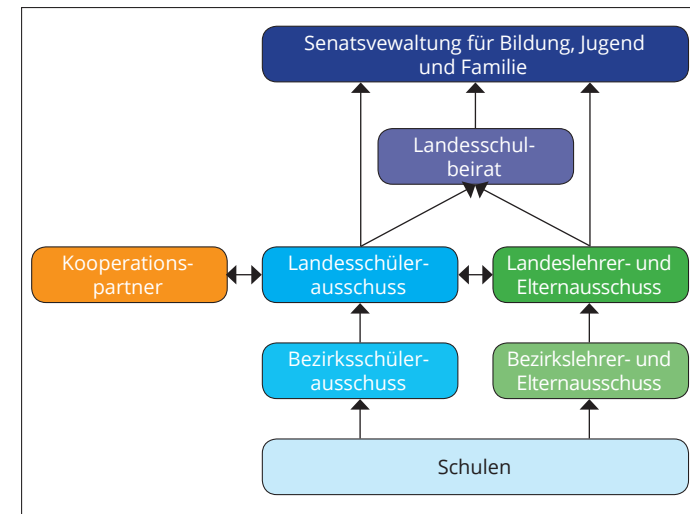 Senatsvewaltung für Bildung, Jugend
und Familie
Landesschul-
beirat
Kooperations-
partner
Landesschüler-
ausschuss
Landeslehrer- und
Elternausschuss
Bezirksschüler-
ausschuss
Bezirkslehrer- und
Elternausschuss
Schulen